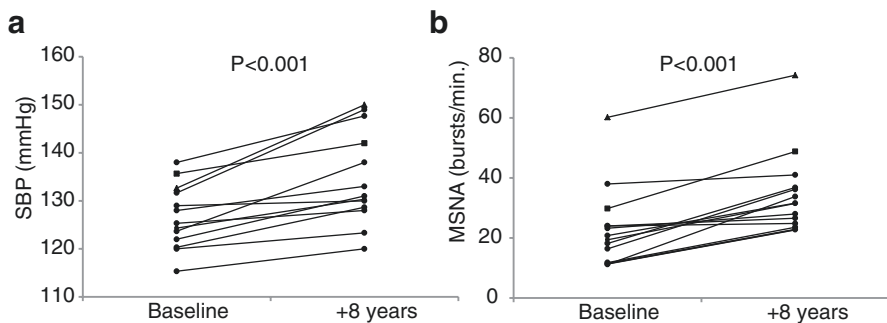 a
SBP (mmHg)
160
150
140
130
120
110
P<0.001
Baseline
+8 years
b
MSNA (bursts/min.)
80
60
40
20
0
P<0.001
Baseline
+8 years